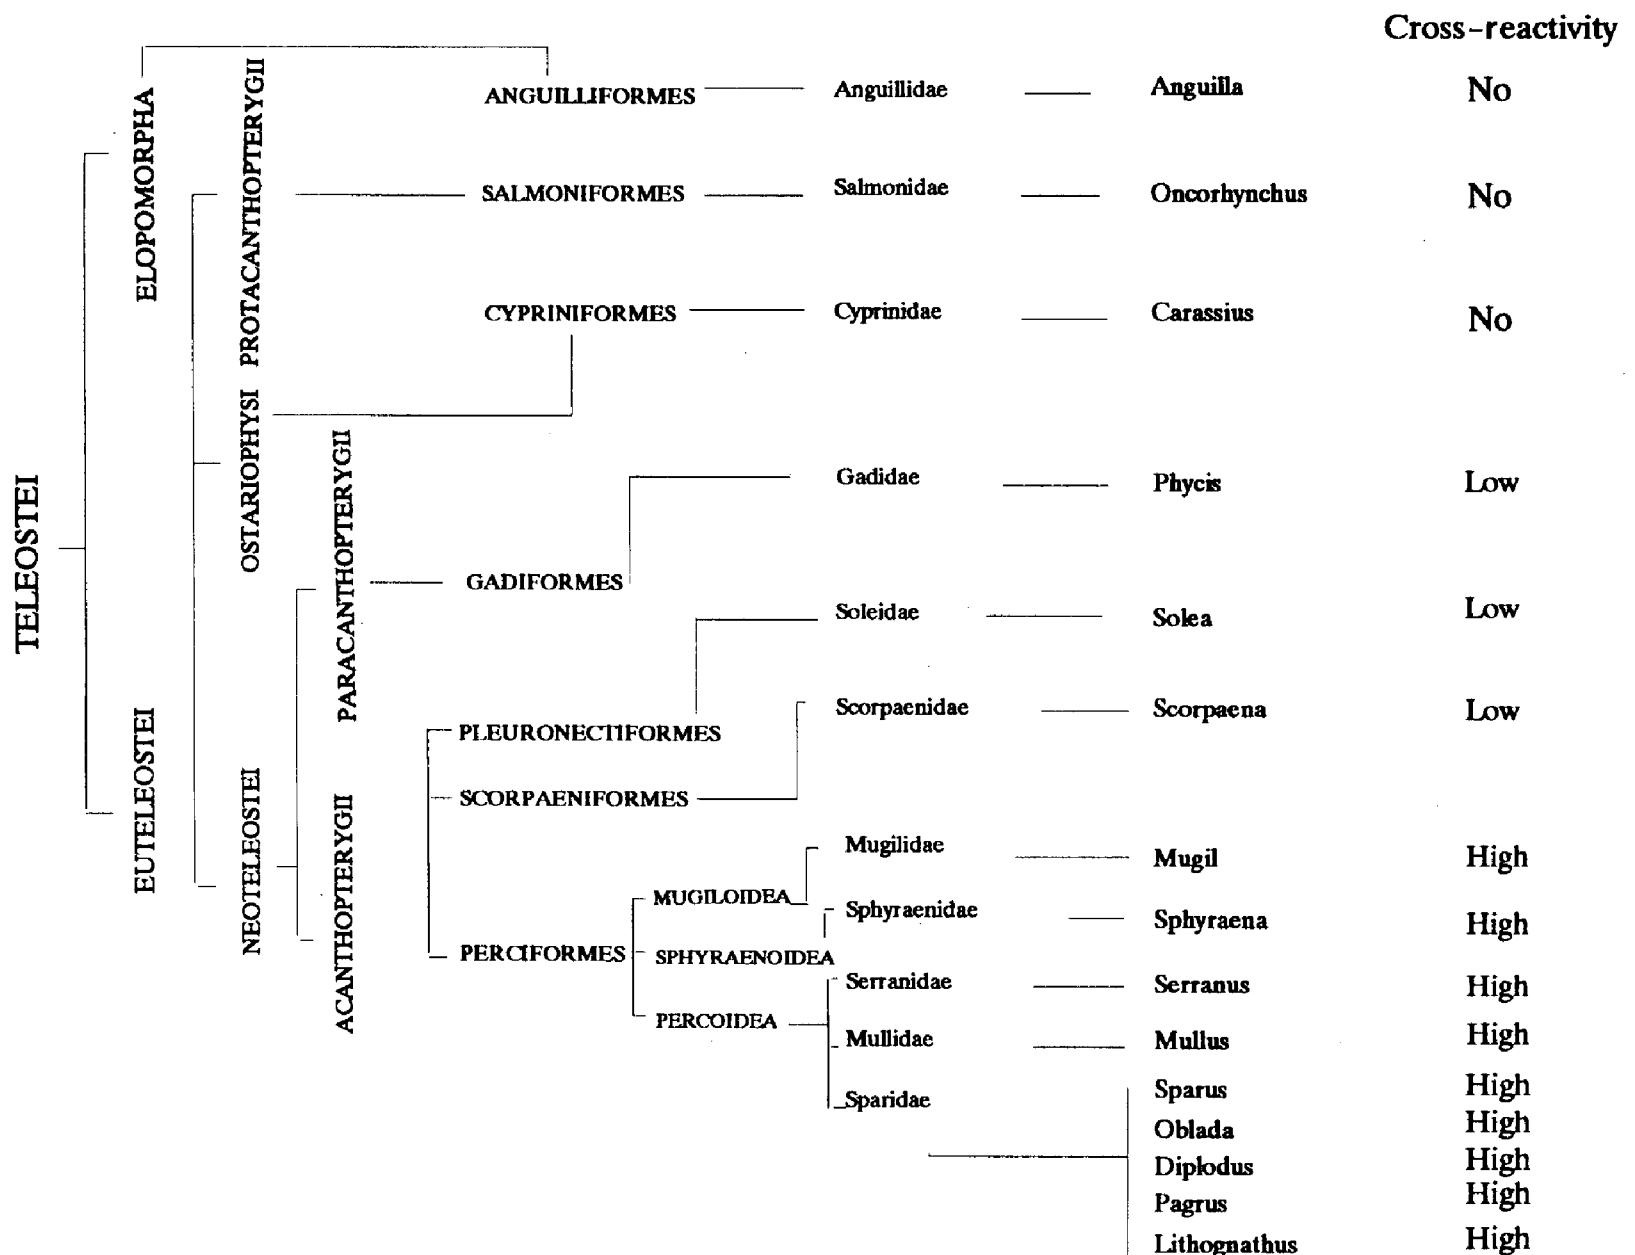 Cross-reactivity
TELEOSTEI
ELOPOMORPHA
EUTELEOSTEI
PROTACANTHOPTERYGII
OSTARIOPHYSI
NEOTELEOSTEI
PARACANTHOPTERYGII
ACANTHOPTERYGII
ANGUILLIFORMES Anguillidae Anguilla No
SALMONIFORMES Salmonidae Oncorhynchus No
CYPRINIFORMES Cyprinidae Carassius No
Gadidae Phycis Low
GADIFORMES
Soleidae Solea Low
Scorpaenidae Scorpaena Low
PLEURONECTIFORMES
SCORPAENIFORMES
Mugilidae Mugil High
MUGILOIDEA
Sphyraenidae Sphyraena High
PERCIFORMES SPHYRAENOIDEA
Serranidae Serranus High
PERCOIDEA
Mullidae Mullus High
Sparidae Sparus High
Oblada High
Diplodus High
Pagrus High
Lithognathus High